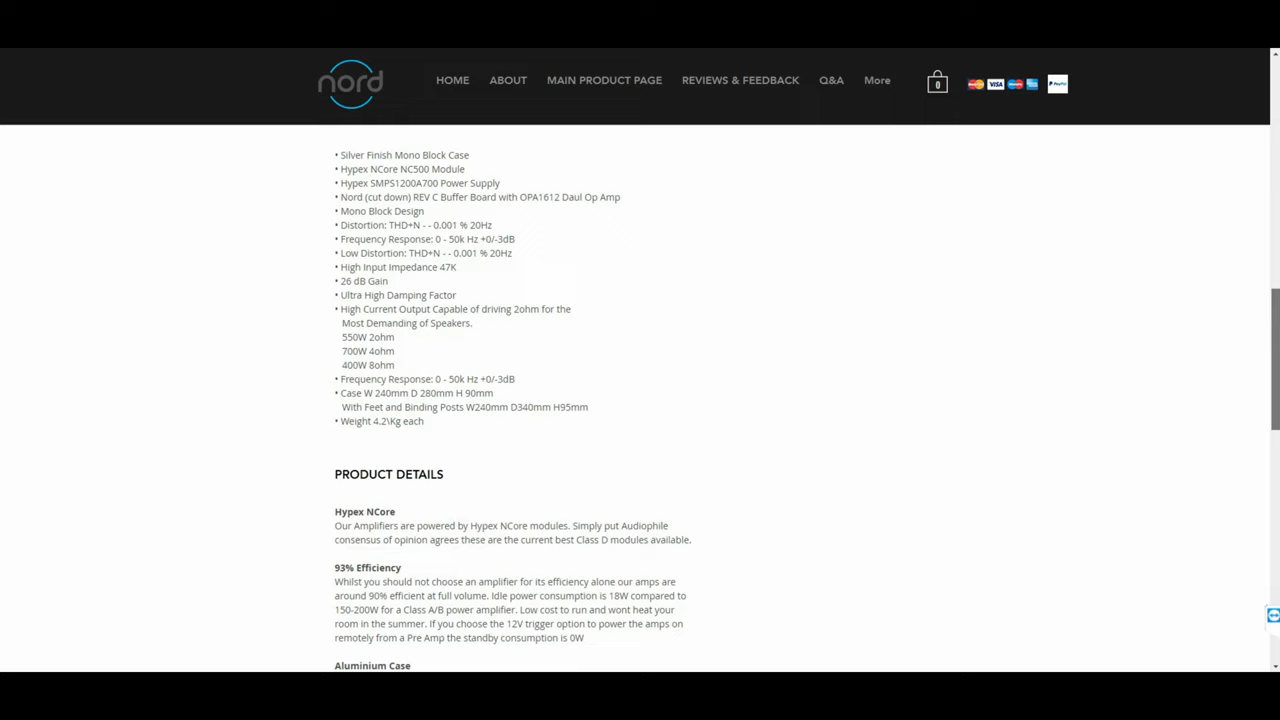 nord
HOME
ABOUT
MAIN PRODUCT PAGE
REVIEWS & FEEDBACK
Q&A
More
0
VISA
PayPal
• Silver Finish Mono Block Case
• Hypex NCore NC500 Module
• Hypex SMPS1200A700 Power Supply
• Nord (cut down) REV C Buffer Board with OPA1612 Daul Op Amp
• Mono Block Design
• Distortion: THD+N - - 0.001 % 20Hz
• Frequency Response: 0 - 50k Hz +0/-3dB
• Low Distortion: THD+N - - 0.001 % 20Hz
• High Input Impedance 47K
• 26 dB Gain
• Ultra High Damping Factor
• High Current Output Capable of driving 2ohm for the
Most Demanding of Speakers.
550W 2ohm
700W 4ohm
400W 8ohm
• Frequency Response: 0 - 50k Hz +0/-3dB
• Case W 240mm D 280mm H 90mm
With Feet and Binding Posts W240mm D340mm H95mm
• Weight 4.2\Kg each
PRODUCT DETAILS
Hypex NCore
Our Amplifiers are powered by Hypex NCore modules. Simply put Audiophile
consensus of opinion agrees these are the current best Class D modules available.
93% Efficiency
Whilst you should not choose an amplifier for its efficiency alone our amps are
around 90% efficient at full volume. Idle power consumption is 18W compared to
150-200W for a Class A/B power amplifier. Low cost to run and wont heat your
room in the summer. If you choose the 12V trigger option to power the amps on
remotely from a Pre Amp the standby consumption is 0W
Aluminium Case